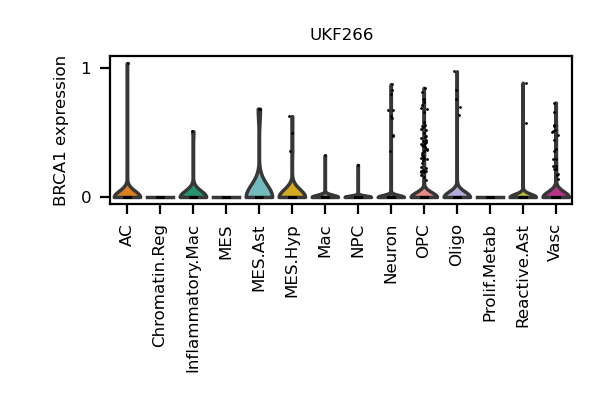 UKF266
BRCA1 expression
1
0
AC
Chromatin.Reg
Inflammatory.Mac
MES
MES.Ast
MES.Hyp
Mac
NPC
Neuron
OPC
Oligo
Prolif.Metab
Reactive.Ast
Vasc